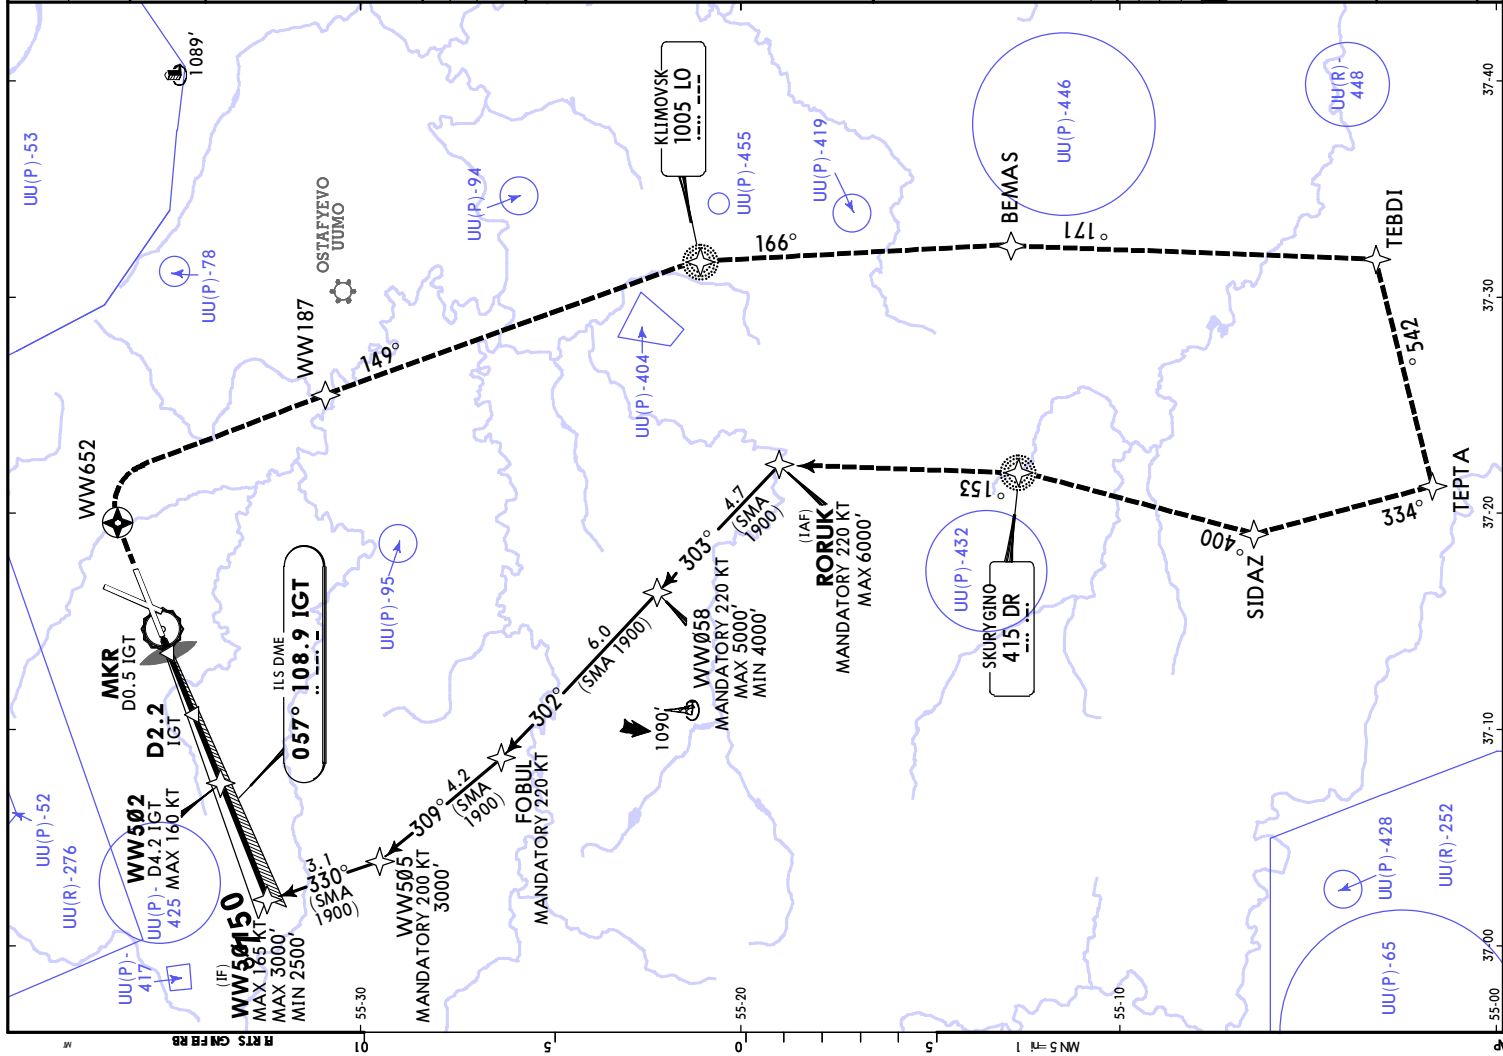 UU(P)-53
1089'
UU(P)-78
OSTAFYEVO
UUMO
UU(P)-94
KLIMOVSK
1005 LO
UU(P)-455
UU(P)-419
UU(P)-446
UU(R)-
448
37-40
BEMAS
TEBDI
166°
171°
37-30
WW187
149°
UU(P)-404
245°
WW652
UU(P)-95
4.7
(SMA
1900)
303°
RORUK
(IAF)
MANDATORY 220 KT
MAX 6000'
351°
UU(P)-432
SKURYGINO
415 DR
004°
SIDAZ
334°
TEPTA
37-20
MKR
D0.5 IGT
D2.2
IGT
ILS DME
057° 108.9 IGT
6.0
(SMA 1900)
302°
WWØ58
MANDATORY 220 KT
MAX 5000'
MIN 4000'
1090'
37-10
UU(P)-52
UU(R)-276
WW5Ø2
D4.2 IGT
MAX 160 KT
UU(P)-
425
UU(P)-
417
4.2
(SMA
1900)
309°
FOBUL
MANDATORY 220 KT
3.1
330°
(SMA
1900)
WW5Ø5
MANDATORY 200 KT
3000'
(IF)
MAX 165 KT
MAX 3000'
MIN 2500'
UU(P)-428
UU(R)-252
UU(P)-65
37-00
55-30
55-20
55-10
55-00
10
5
0
5